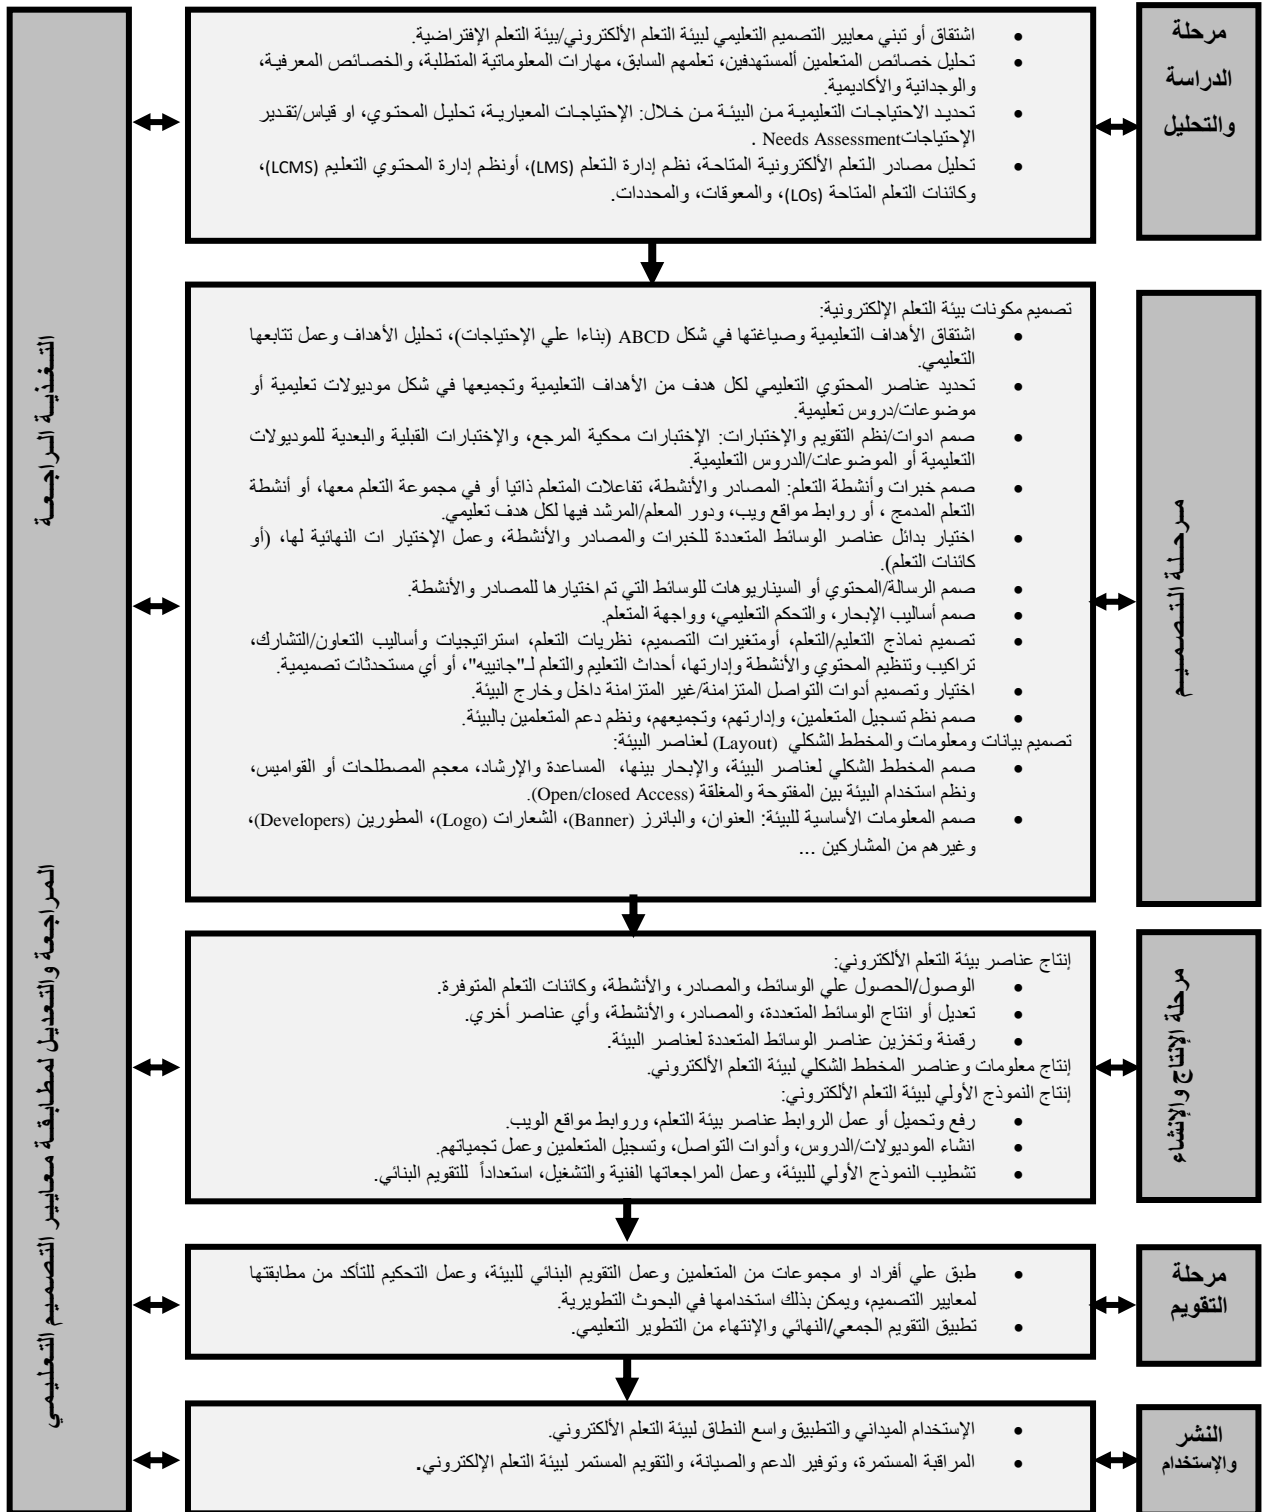 مرحلة
الدراسة
والتحليل
اشتقاق أو تبني معايير التصميم التعليمي لبيئة التعلم الألكتروني/بيئة التعلم الإفتراضية.
تحليل خصائص المتعلمين ألمستهدفين، تعلمهم السابق، مهارات المعلوماتية المتطلبة، والخصائص المعرفية،
والوجدانية والأكاديمية.
تحديد الاحتياجات التعليمية من البيئة من خلال: الإحتياجات المعيارية، تحليل المحتوي، او قياس/تقدير
الإحتياجاتNeeds Assessment .
تحليل مصادر التعلم الألكترونية المتاحة، نظم إدارة التعلم (LMS)، أونظم إدارة المحتوي التعليم (LCMS)،
وكائنات التعلم المتاحة (LOs)، والمعوقات، والمحددات.
مرحلة التصميم
تصميم مكونات بيئة التعلم الإلكترونية:
اشتقاق الأهداف التعليمية وصياغتها في شكل ABCD (بناءا علي الإحتياجات)، تحليل الأهداف وعمل تتابعها
التعليمي.
تحديد عناصر المحتوي التعليمي لكل هدف من الأهداف التعليمية وتجميعها في شكل موديولات تعليمية أو
موضوعات/دروس تعليمية.
صمم ادوات/نظم التقويم والإختبارات: الإختبارات محكية المرجع، والإختبارات القبلية والبعدية للموديولات
التعليمية أو الموضوعات/الدروس التعليمية.
صمم خبرات وأنشطة التعلم: المصادر والأنشطة، تفاعلات المتعلم ذاتيا أو في مجموعة التعلم معها، أو أنشطة
التعلم المدمج ، أو روابط مواقع ويب، ودور المعلم/المرشد فيها لكل هدف تعليمي.
اختيار بدائل عناصر الوسائط المتعددة للخبرات والمصادر والأنشطة، وعمل الإختيار ات النهائية لها، (أو
كائنات التعلم).
صمم الرسالة/المحتوي أو السيناريوهات للوسائط التي تم اختيارها للمصادر والأنشطة.
صمم أساليب الإبحار، والتحكم التعليمي، وواجهة المتعلم.
تصميم نماذج التعليم/التعلم، أومتغيرات التصميم، نظريات التعلم، استراتيجيات وأساليب التعاون/التشارك،
تراكيب وتنظيم المحتوي والأنشطة وإدارتها، أحداث التعليم والتعلم لـ"جانييه"، أو أي مستحدثات تصميمية.
اختيار وتصميم أدوات التواصل المتزامنة/غير المتزامنة داخل وخارج البيئة.
صمم نظم تسجيل المتعلمين، وإدارتهم، وتجميعهم، ونظم دعم المتعلمين بالبيئة.
تصميم بيانات ومعلومات والمخطط الشكلي (Layout) لعناصر البيئة:
صمم المخطط الشكلي لعناصر البيئة، والإبحار بينها، المساعدة والإرشاد، معجم المصطلحات أو القواميس،
ونظم استخدام البيئة بين المفتوحة والمغلقة (Open/closed Access).
صمم المعلومات الأساسية للبيئة: العنوان، والبانرز (Banner)، الشعارات (Logo)، المطورين (Developers)،
وغيرهم من المشاركين ...
مرحلة الإنتاج والإنشاء
إنتاج عناصر بيئة التعلم الألكتروني:
الوصول/الحصول علي الوسائط، والمصادر، والأنشطة، وكائنات التعلم المتوفرة.
تعديل أو انتاج الوسائط المتعددة، والمصادر، والأنشطة، وأي عناصر أخري.
رقمنة وتخزين عناصر الوسائط المتعددة لعناصر البيئة.
إنتاج معلومات وعناصر المخطط الشكلي لبيئة التعلم الألكتروني.
إنتاج النموذج الأولي لبيئة التعلم الألكتروني:
رفع وتحميل أو عمل الروابط عناصر بيئة التعلم، وروابط مواقع الويب.
انشاء الموديولات/الدروس، وأدوات التواصل، وتسجيل المتعلمين وعمل تجمياتهم.
تشطيب النموذج الأولي للبيئة، وعمل المراجعاتها الفنية والتشغيل، استعداداً للتقويم البنائي.
مرحلة
التقويم
طبق علي أفراد او مجموعات من المتعلمين وعمل التقويم البنائي للبيئة، وعمل التحكيم للتأكد من مطابقتها
لمعايير التصميم، ويمكن بذلك استخدامها في البحوث التطويرية.
تطبيق التقويم الجمعي/النهائي والإنتهاء من التطوير التعليمي.
النشر
والإستخدام
الإستخدام الميداني والتطبيق واسع النطاق لبيئة التعلم الألكتروني.
المراقبة المستمرة، وتوفير الدعم والصيانة، والتقويم المستمر لبيئة التعلم الإلكتروني.
التغذية الراجعة
المراجعة والتعديل لمطابقة معايير التصميم التعليمي